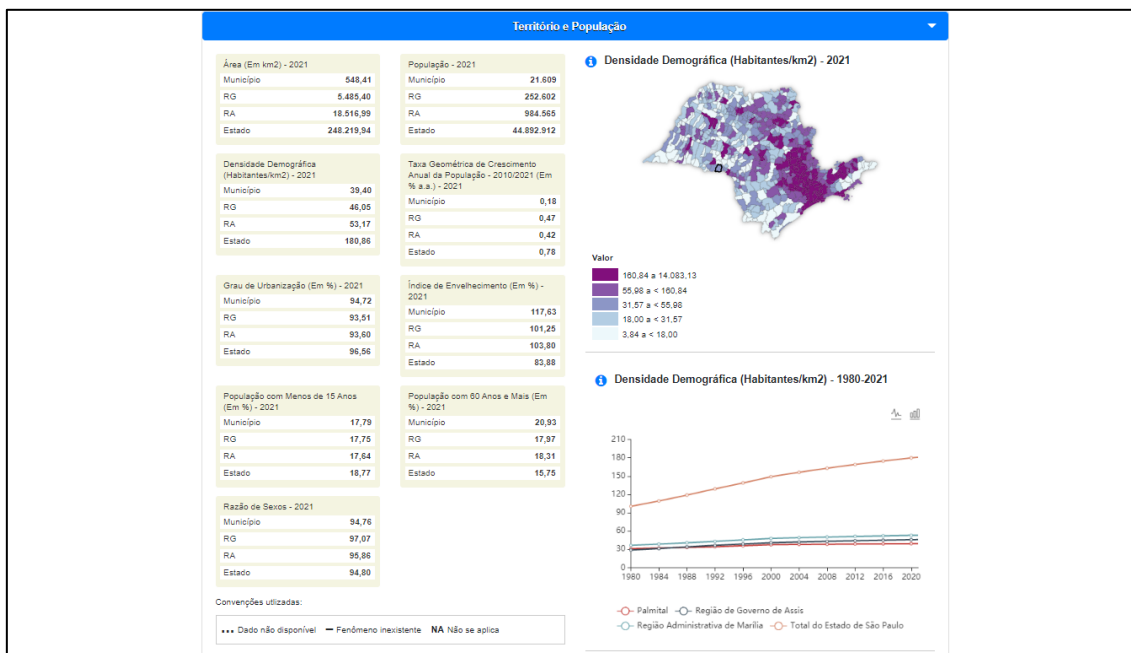 Território e População
Área (Em km2) - 2021
Município 548,41
RG 5.485,40
RA 18.516,99
Estado 248.219,94
População - 2021
Município 21.609
RG 252.602
RA 984.565
Estado 44.892.912
Densidade Demográfica
(Habitantes/km2) - 2021
Município 39,40
RG 46,05
RA 53,17
Estado 180,86
Taxa Geométrica de Crescimento
Anual da População - 2010/2021 (Em
% a.a.) - 2021
Município 0,18
RG 0,47
RA 0,42
Estado 0,78
Grau de Urbanização (Em %) - 2021
Município 94,72
RG 93,51
RA 93,60
Estado 96,56
Índice de Envelhecimento (Em %) -
2021
Município 117,63
RG 101,25
RA 103,80
Estado 83,88
População com Menos de 15 Anos
(Em %) - 2021
Município 17,79
RG 17,75
RA 17,64
Estado 18,77
População com 60 Anos e Mais (Em
%) - 2021
Município 20,93
RG 17,97
RA 18,31
Estado 15,75
Razão de Sexos - 2021
Município 94,76
RG 97,07
RA 95,86
Estado 94,80
Convenções utlizadas:
... Dado não disponível — Fenômeno inexistente NA Não se aplica
Densidade Demográfica (Habitantes/km2) - 2021
Valor
160,84 a 14.083,13
55,98 a < 160,84
31,57 a < 55,98
18,00 a < 31,57
3,84 a < 18,00
Densidade Demográfica (Habitantes/km2) - 1980-2021
210
180
150
120
90
60
30
0
1980 1984 1988 1992 1996 2000 2004 2008 2012 2016 2020
Palmital Região de Governo de Assis
Região Administrativa de Marília Total do Estado de São Paulo